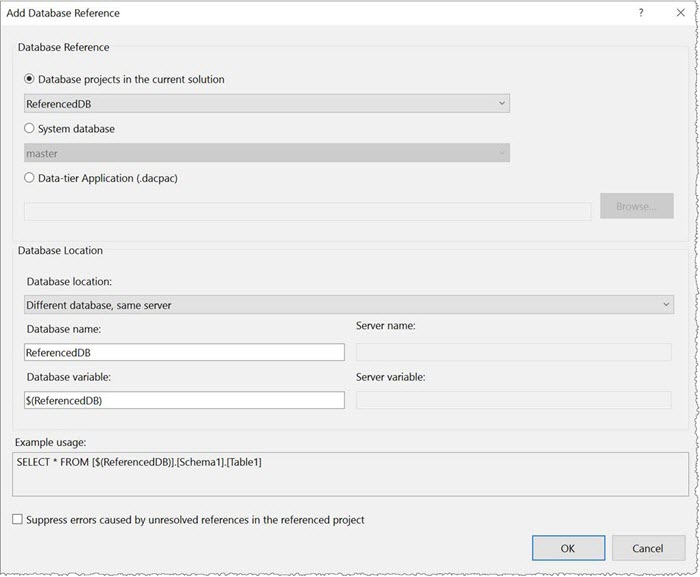 Add Database Reference
?
Database Reference
Database projects in the current solution
ReferencedDB
System database
master
Data-tier Application (.dacpac)
Browse...
Database Location
Database location:
Different database, same server
Database name:
Server name:
ReferencedDB
Database variable:
Server variable:
$(ReferencedDB)
Example usage:
SELECT * FROM [$(ReferencedDB)].[Schema1].[Table1]
Suppress errors caused by unresolved references in the referenced project
OK
Cancel